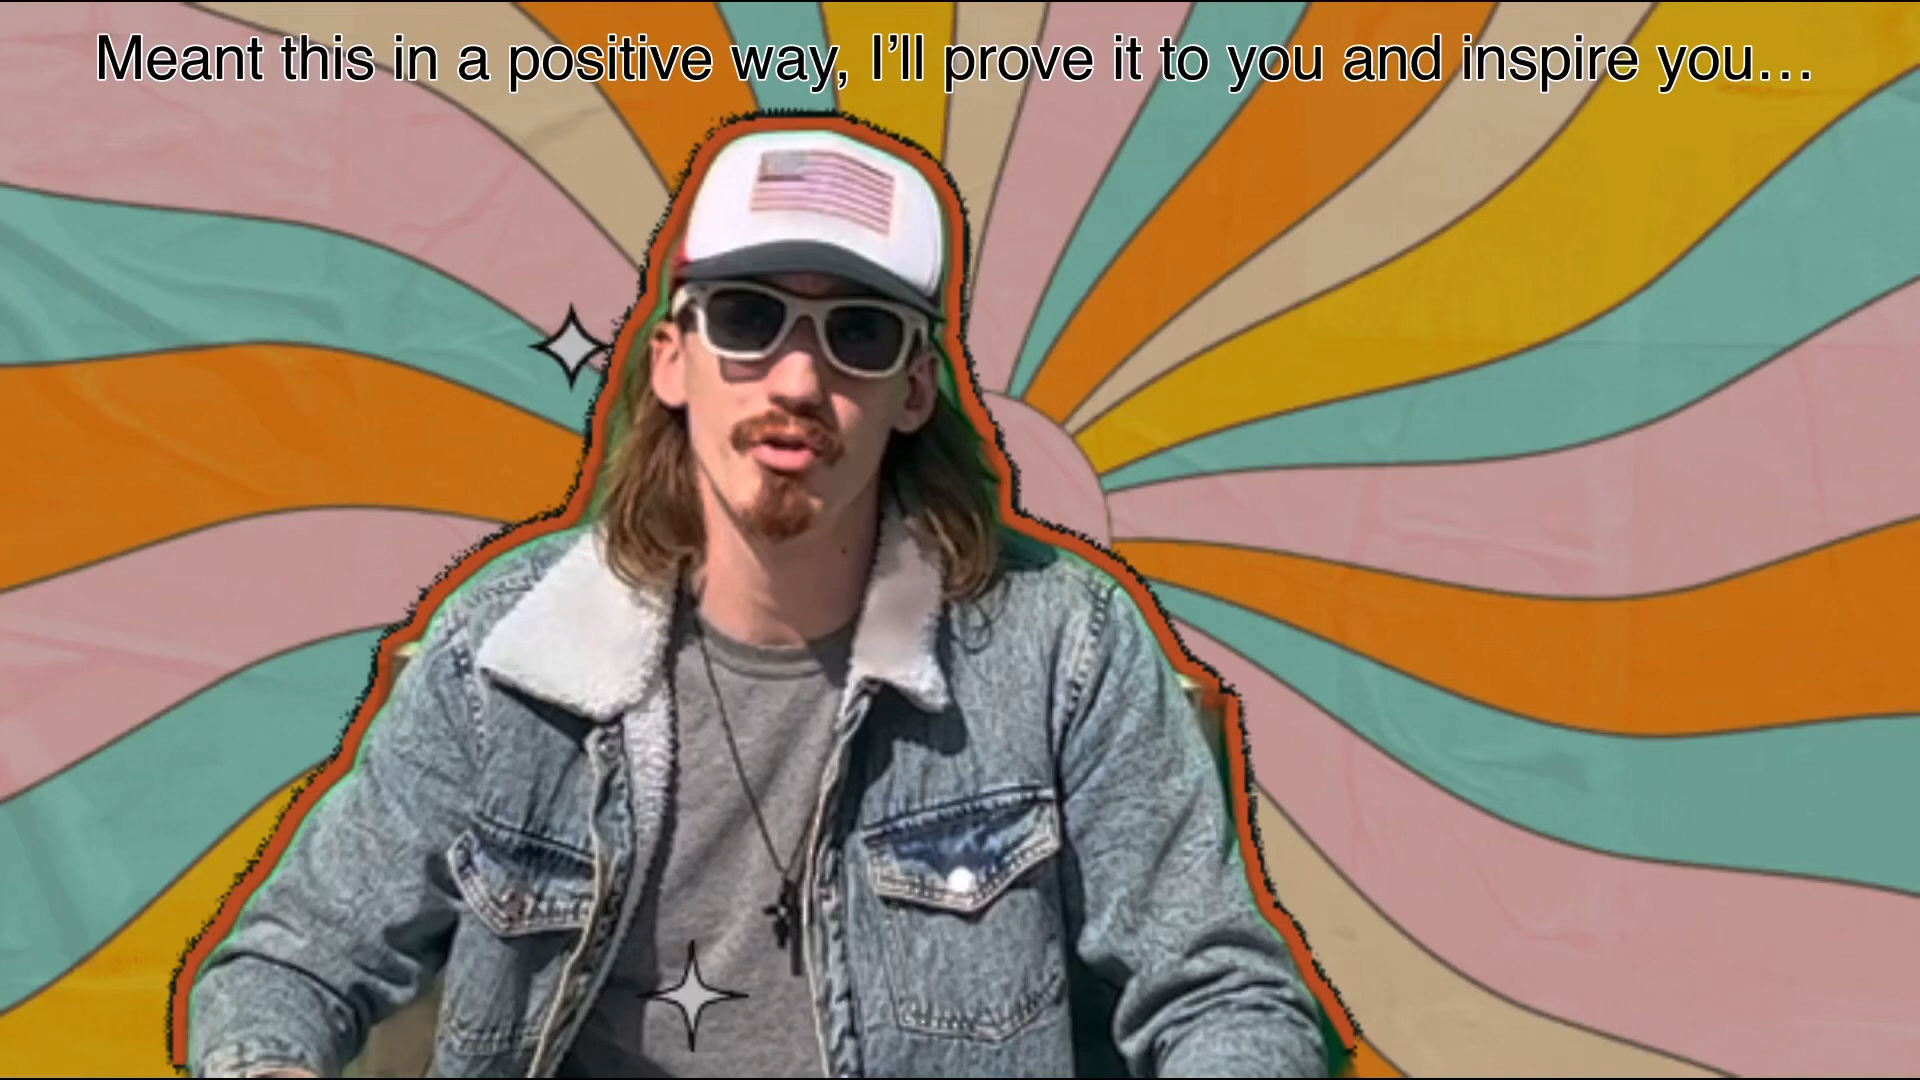 Meant this in a positive way, I’ll prove it to you and inspire you…